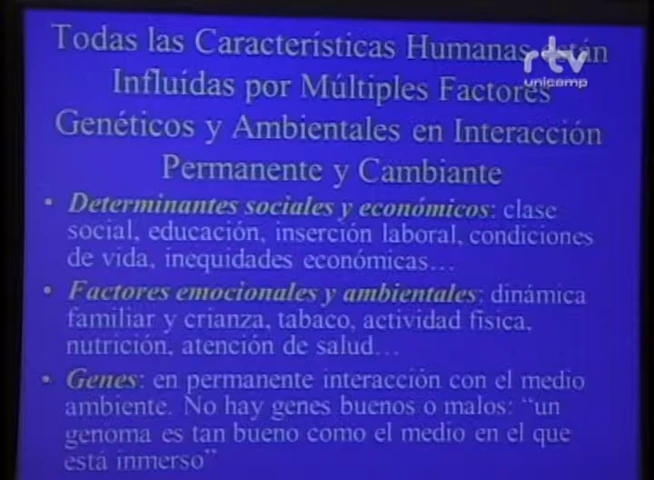 Todas las Características Humanas están
Influídas por Múltiples Factores
Genéticos y Ambientales en Interacción
Permanente y Cambiante
• Determinantes sociales y económicos: clase
social, educación, inserción laboral, condiciones
de vida, inequidades económicas…
• Factores emocionales y ambientales: dinámica
familiar y crianza, tabaco, actividad física,
nutrición, atención de salud…
• Genes: en permanente interacción con el medio
ambiente. No hay genes buenos o malos: “un
genoma es tan bueno como el medio en el que
está inmerso”
rtv
unicamp